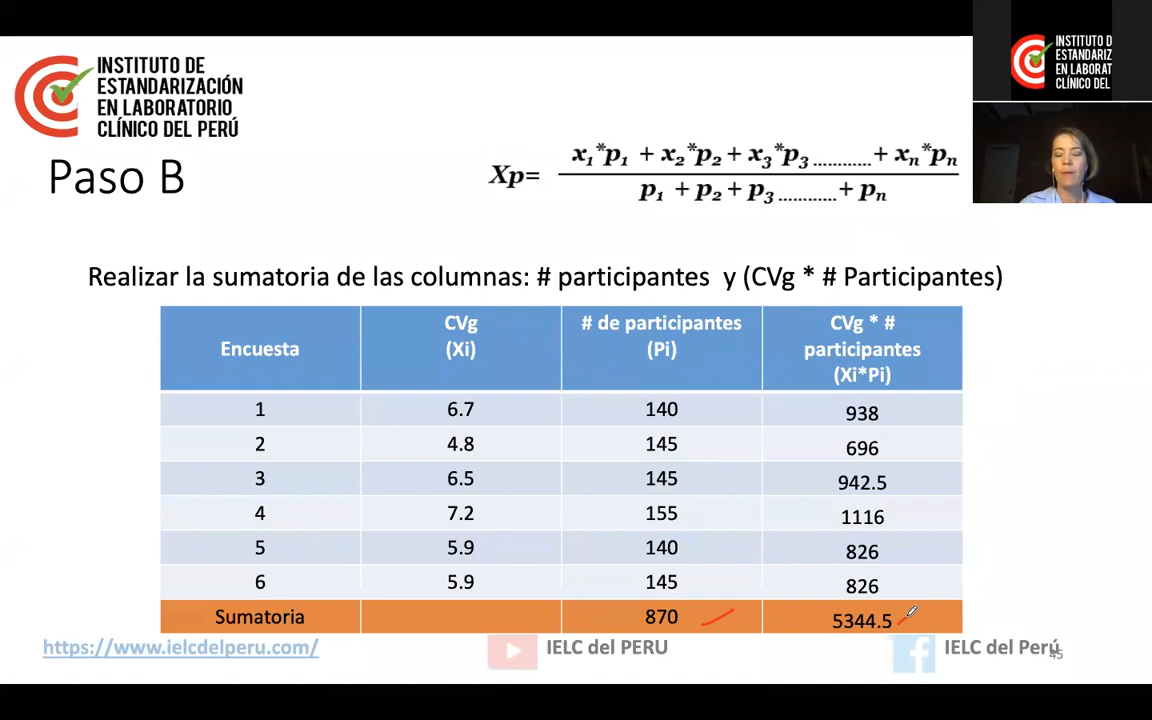 INSTITUTO DE
ESTANDARIZACIÓN
EN LABORATORIO
CLÍNICO DEL PERÚ
INSTITUTO D
ESTANDARIZ
EN LABORAT
CLÍNICO DEL
Paso B
Xp= x₁*p₁ + x₂*p₂ + x₃*p₃ ........... + xₙ*pₙ
p₁ + p₂ + p₃ ............ + pₙ
Realizar la sumatoria de las columnas: # participantes y (CVg * # Participantes)
Encuesta CVg (Xi) # de participantes (Pi) CVg * # participantes (Xi*Pi)
1 6.7 140 938
2 4.8 145 696
3 6.5 145 942.5
4 7.2 155 1116
5 5.9 140 826
6 5.9 145 826
Sumatoria 870 5344.5
https://www.ielcdelperu.com/ IELC del PERU IELC del Perú
45